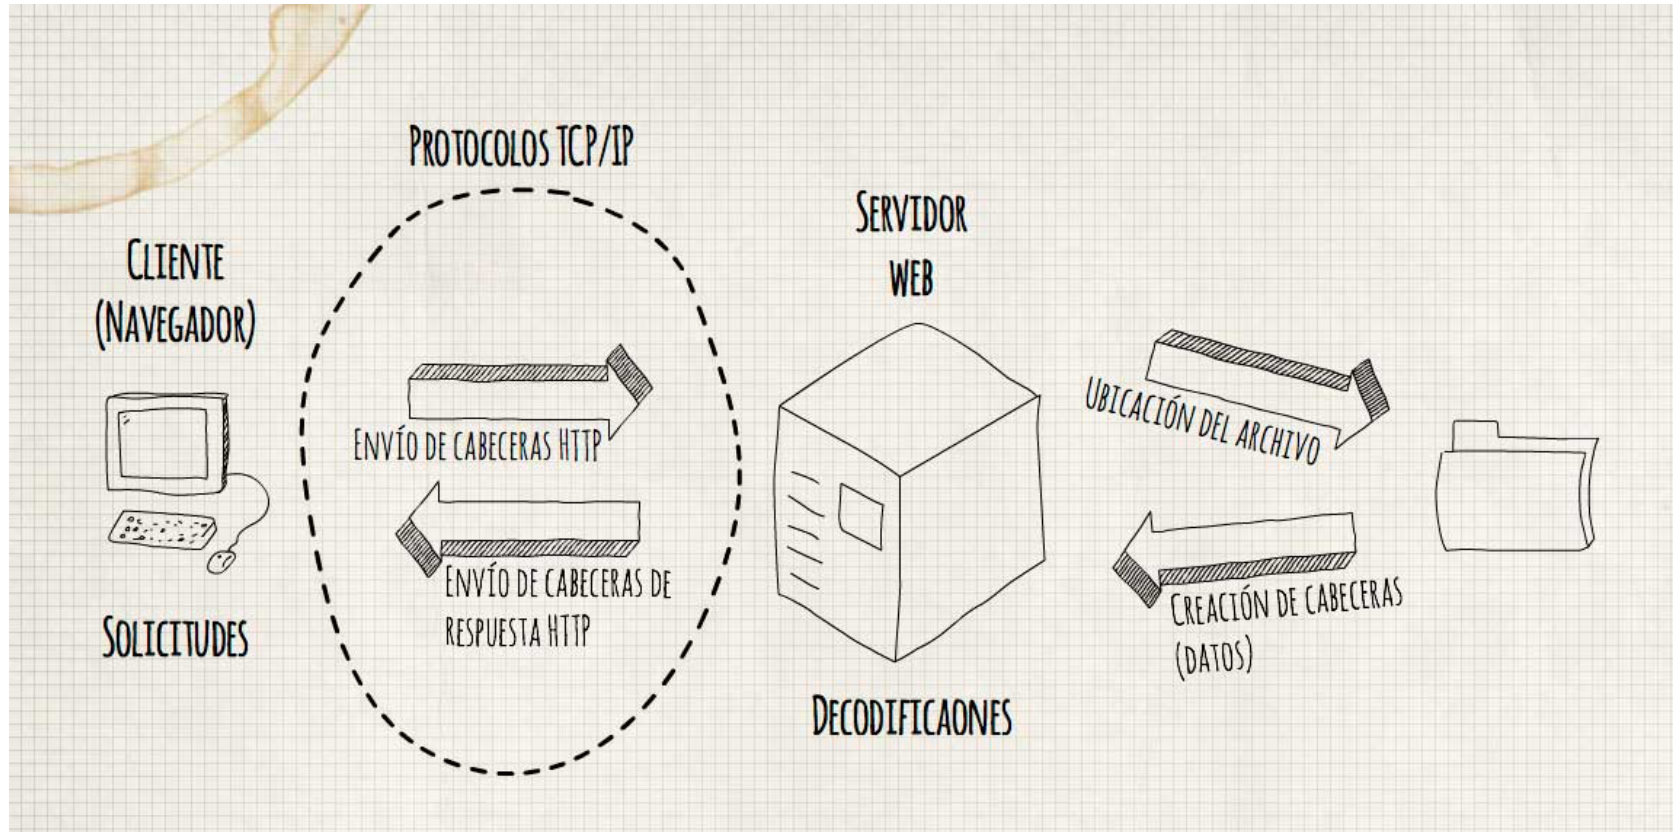 Protocolos TCP/IP
Servidor
web
Cliente
(Navegador)
Envío de cabeceras HTTP
Envío de cabeceras de
respuesta HTTP
Solicitudes
Decodificaones
Ubicación del archivo
Creación de cabeceras
(datos)